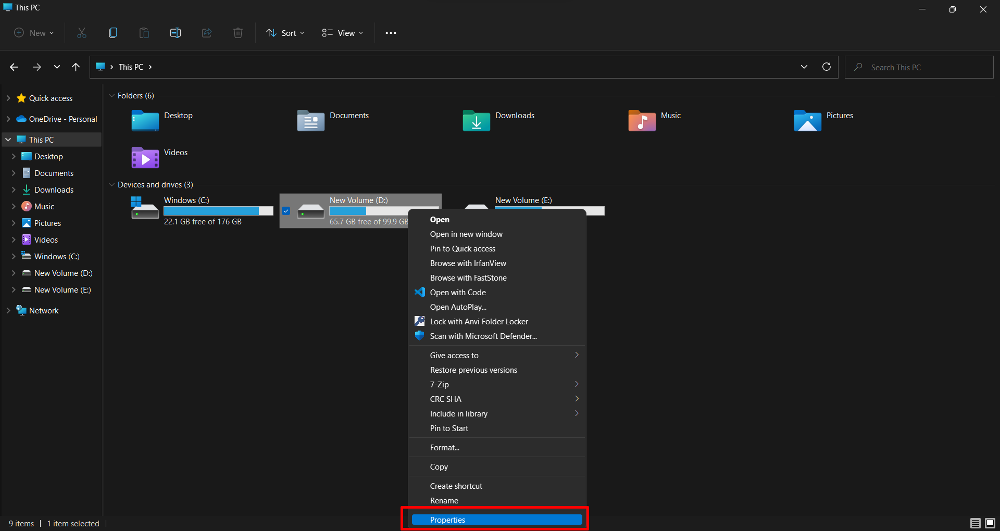 This PC
New
Sort
View
This PC
Search This PC
Quick access
OneDrive - Personal
This PC
Desktop
Documents
Downloads
Music
Pictures
Videos
Windows (C:)
New Volume (D:)
New Volume (E:)
Network
Folders (6)
Desktop
Documents
Downloads
Music
Pictures
Videos
Devices and drives (3)
Windows (C:)
22.1 GB free of 176 GB
New Volume (D:)
65.7 GB free of 99.9 GB
New Volume (E:)
Open
Open in new window
Pin to Quick access
Browse with IrfanView
Browse with FastStone
Open with Code
Open AutoPlay...
Lock with Anvi Folder Locker
Scan with Microsoft Defender...
Give access to
Restore previous versions
7-Zip
CRC SHA
Include in library
Pin to Start
Format...
Copy
Create shortcut
Rename
Properties
9 items
1 item selected